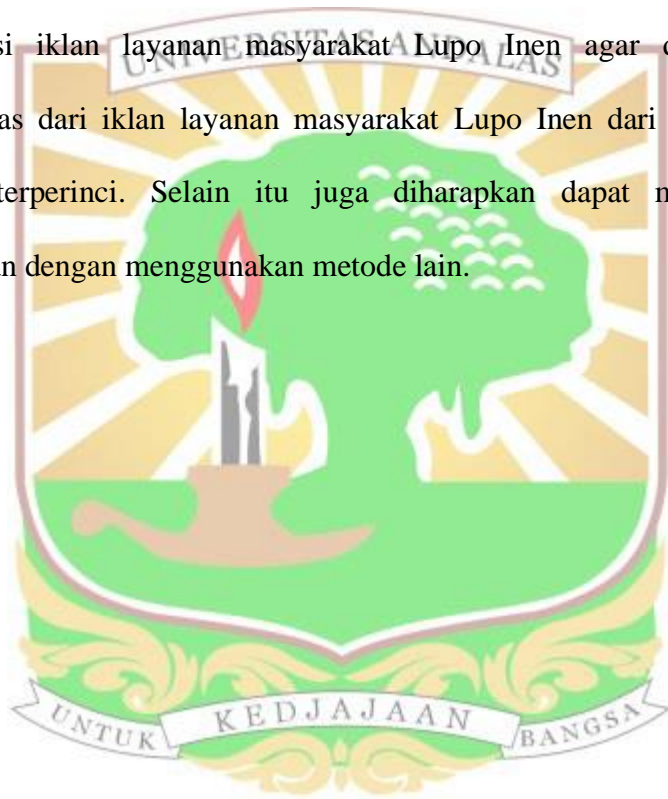 si iklan layanan masyarakat Lupo Inen agar d
as dari iklan layanan masyarakat Lupo Inen dari
terperinci. Selain itu juga diharapkan dapat m
n dengan menggunakan metode lain.
UNIVERSITAS ANDALAS
UNTUK KEDJAJAAN BANGSA